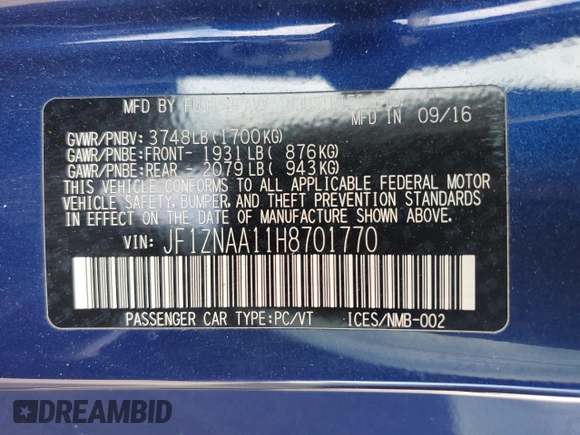 MFD BY
MFD IN 09/16
GVWR/PNBV: 3748LB(1700KG)
GAWR/PNBE:FRONT- 1931LB( 876KG)
GAWR/PNBE:REAR - 2079LB( 943KG)
THIS VEHICLE CONFORMS TO ALL APPLICABLE FEDERAL MOTOR
VEHICLE SAFETY, BUMPER, AND THEFT PREVENTION STANDARDS
IN EFFECT ON THE DATE OF MANUFACTURE SHOWN ABOVE.
VIN: JF1ZNAA11H8701770
PASSENGER CAR TYPE:PC/VT ICES/NMB-002
DREAMBID